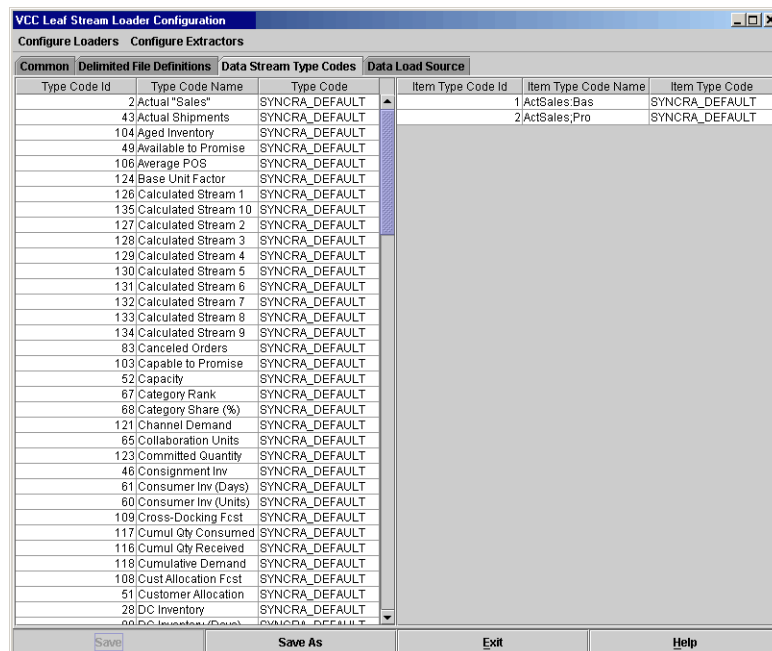 VCC Leaf Stream Loader Configuration
Configure Loaders Configure Extractors
Common Delimited File Definitions Data Stream Type Codes Data Load Source
Type Code Id Type Code Name Type Code
2 Actual "Sales" SYNCRA_DEFAULT
43 Actual Shipments SYNCRA_DEFAULT
104 Aged Inventory SYNCRA_DEFAULT
49 Available to Promise SYNCRA_DEFAULT
106 Average POS SYNCRA_DEFAULT
124 Base Unit Factor SYNCRA_DEFAULT
126 Calculated Stream 1 SYNCRA_DEFAULT
135 Calculated Stream 10 SYNCRA_DEFAULT
127 Calculated Stream 2 SYNCRA_DEFAULT
128 Calculated Stream 3 SYNCRA_DEFAULT
129 Calculated Stream 4 SYNCRA_DEFAULT
130 Calculated Stream 5 SYNCRA_DEFAULT
131 Calculated Stream 6 SYNCRA_DEFAULT
132 Calculated Stream 7 SYNCRA_DEFAULT
133 Calculated Stream 8 SYNCRA_DEFAULT
134 Calculated Stream 9 SYNCRA_DEFAULT
83 Canceled Orders SYNCRA_DEFAULT
103 Capable to Promise SYNCRA_DEFAULT
52 Capacity SYNCRA_DEFAULT
67 Category Rank SYNCRA_DEFAULT
68 Category Share (%) SYNCRA_DEFAULT
121 Channel Demand SYNCRA_DEFAULT
65 Collaboration Units SYNCRA_DEFAULT
123 Committed Quantity SYNCRA_DEFAULT
46 Consignment Inv SYNCRA_DEFAULT
61 Consumer Inv (Days) SYNCRA_DEFAULT
60 Consumer Inv (Units) SYNCRA_DEFAULT
109 Cross-Docking Fcst SYNCRA_DEFAULT
117 Cumul Qty Consumed SYNCRA_DEFAULT
116 Cumul Qty Received SYNCRA_DEFAULT
118 Cumulative Demand SYNCRA_DEFAULT
108 Cust Allocation Fcst SYNCRA_DEFAULT
51 Customer Allocation SYNCRA_DEFAULT
28 DC Inventory SYNCRA_DEFAULT
DC Inventory (Days) SYNCRA_DEFAULT
Item Type Code Id Item Type Code Name Item Type Code
1 ActSales:Bas SYNCRA_DEFAULT
2 ActSales;Pro SYNCRA_DEFAULT
Save Save As Exit Help